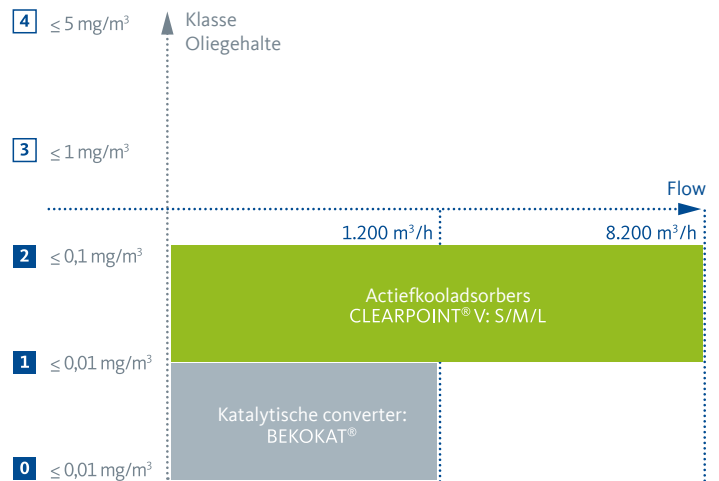 4 ≤ 5 mg/m³
Klasse
Oliegehalte
3 ≤ 1 mg/m³
Flow
1.200 m³/h
8.200 m³/h
2 ≤ 0,1 mg/m³
Actiefkooladsorbers
CLEARPOINT® V: S/M/L
1 ≤ 0,01 mg/m³
Katalytische converter:
BEKOKAT®
0 ≤ 0,01 mg/m³